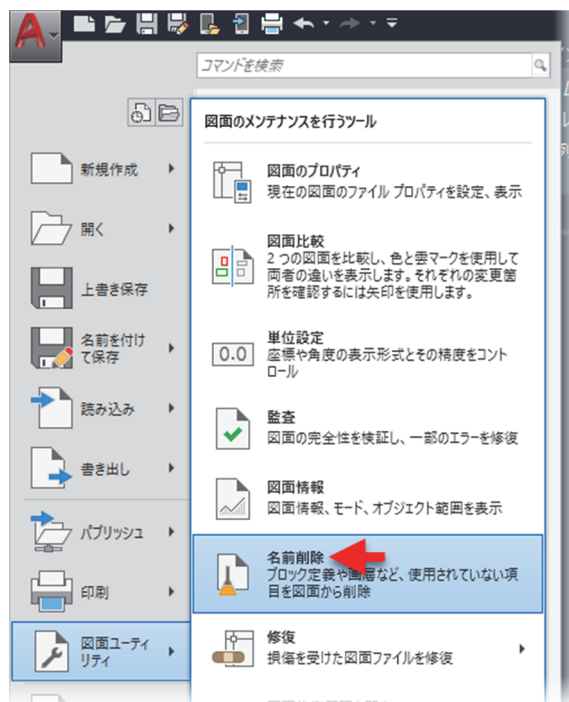 コマンドを検索
図面のメンテナンスを行うツール
新規作成
開く
上書き保存
名前を付け
て保存
読み込み
書き出し
パブリッシュ
印刷
図面ユーティ
リティ
図面のプロパティ
現在の図面のファイル プロパティを設定、表示
図面比較
2 つの図面を比較し、色と雲マークを使用して
両者の違いを表示します。それぞれの変更箇
所を確認するには矢印を使用します。
0.0
単位設定
座標や角度の表示形式とその精度をコント
ロール
監査
図面の完全性を検証し、一部のエラーを修復
図面情報
図面情報、モード、オブジェクト範囲を表示
名前削除
ブロック定義や画層など、使用されていない項
目を図面から削除
修復
損傷を受けた図面ファイルを修復